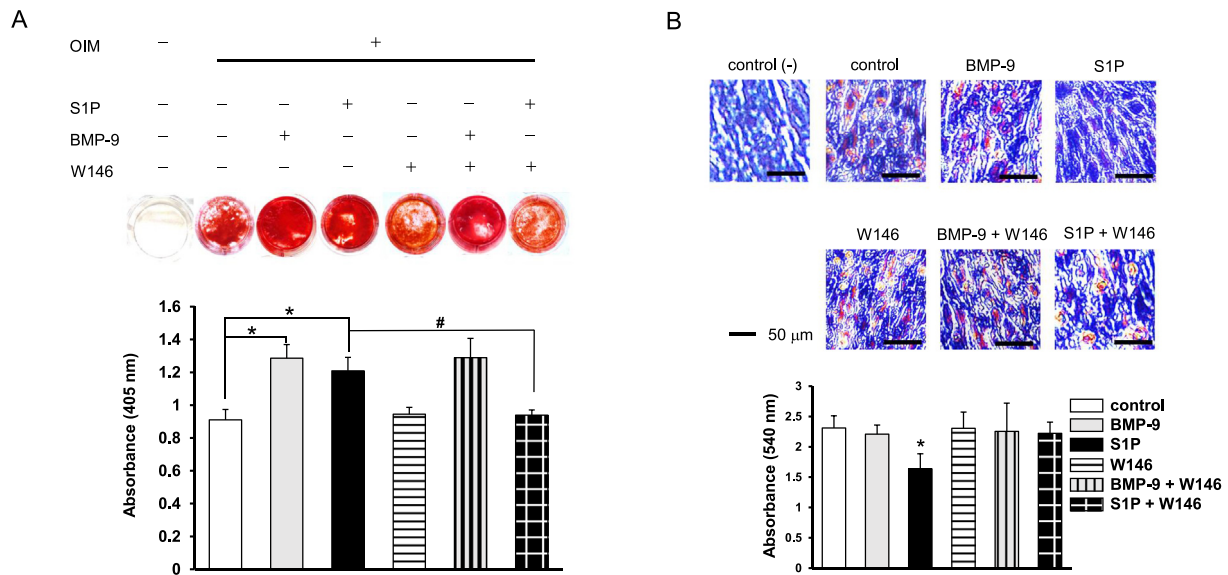 A
OIM – +
S1P – – – + – – +
BMP-9 – – + – – + –
W146 – – – – + + +
Absorbance (405 nm)
1.6
1.4
1.2
1
0.8
0.6
0.4
0.2
0
*
*
#
B
control (-) control BMP-9 S1P
W146 BMP-9 + W146 S1P + W146
50 μm
Absorbance (540 nm)
3
2.5
2
1.5
1
0.5
0
*
control
BMP-9
S1P
W146
BMP-9 + W146
S1P + W146